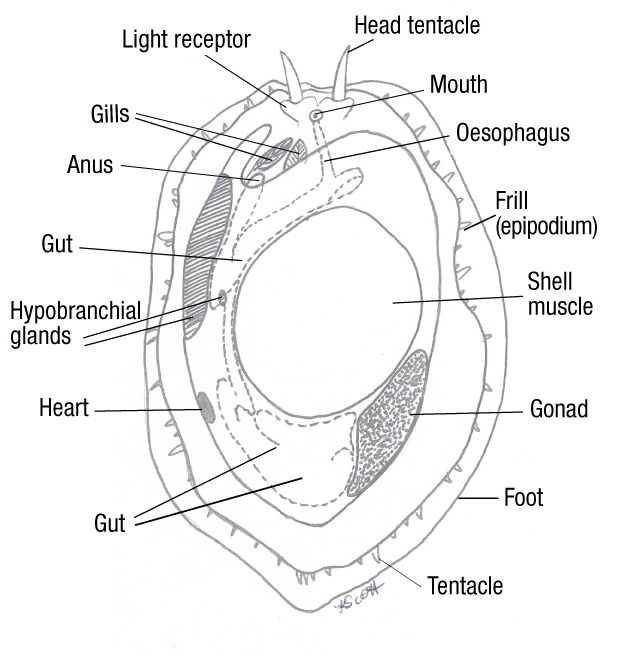 Head tentacle
Light receptor
Mouth
Gills
Oesophagus
Anus
Frill
(epipodium)
Gut
Shell
muscle
Hypobranchial
glands
Heart
Gonad
Foot
Gut
Tentacle